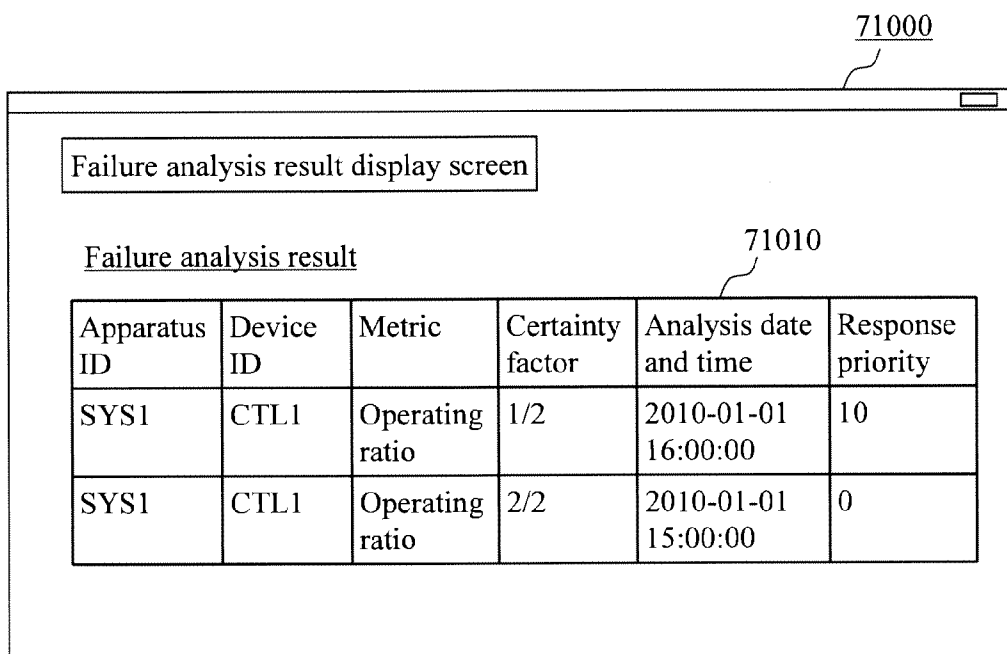 71000
Failure analysis result display screen
Failure analysis result
71010
Apparatus ID
Device ID
Metric
Certainty factor
Analysis date and time
Response priority
SYS1
CTL1
Operating ratio
1/2
2010-01-01 16:00:00
10
SYS1
CTL1
Operating ratio
2/2
2010-01-01 15:00:00
0